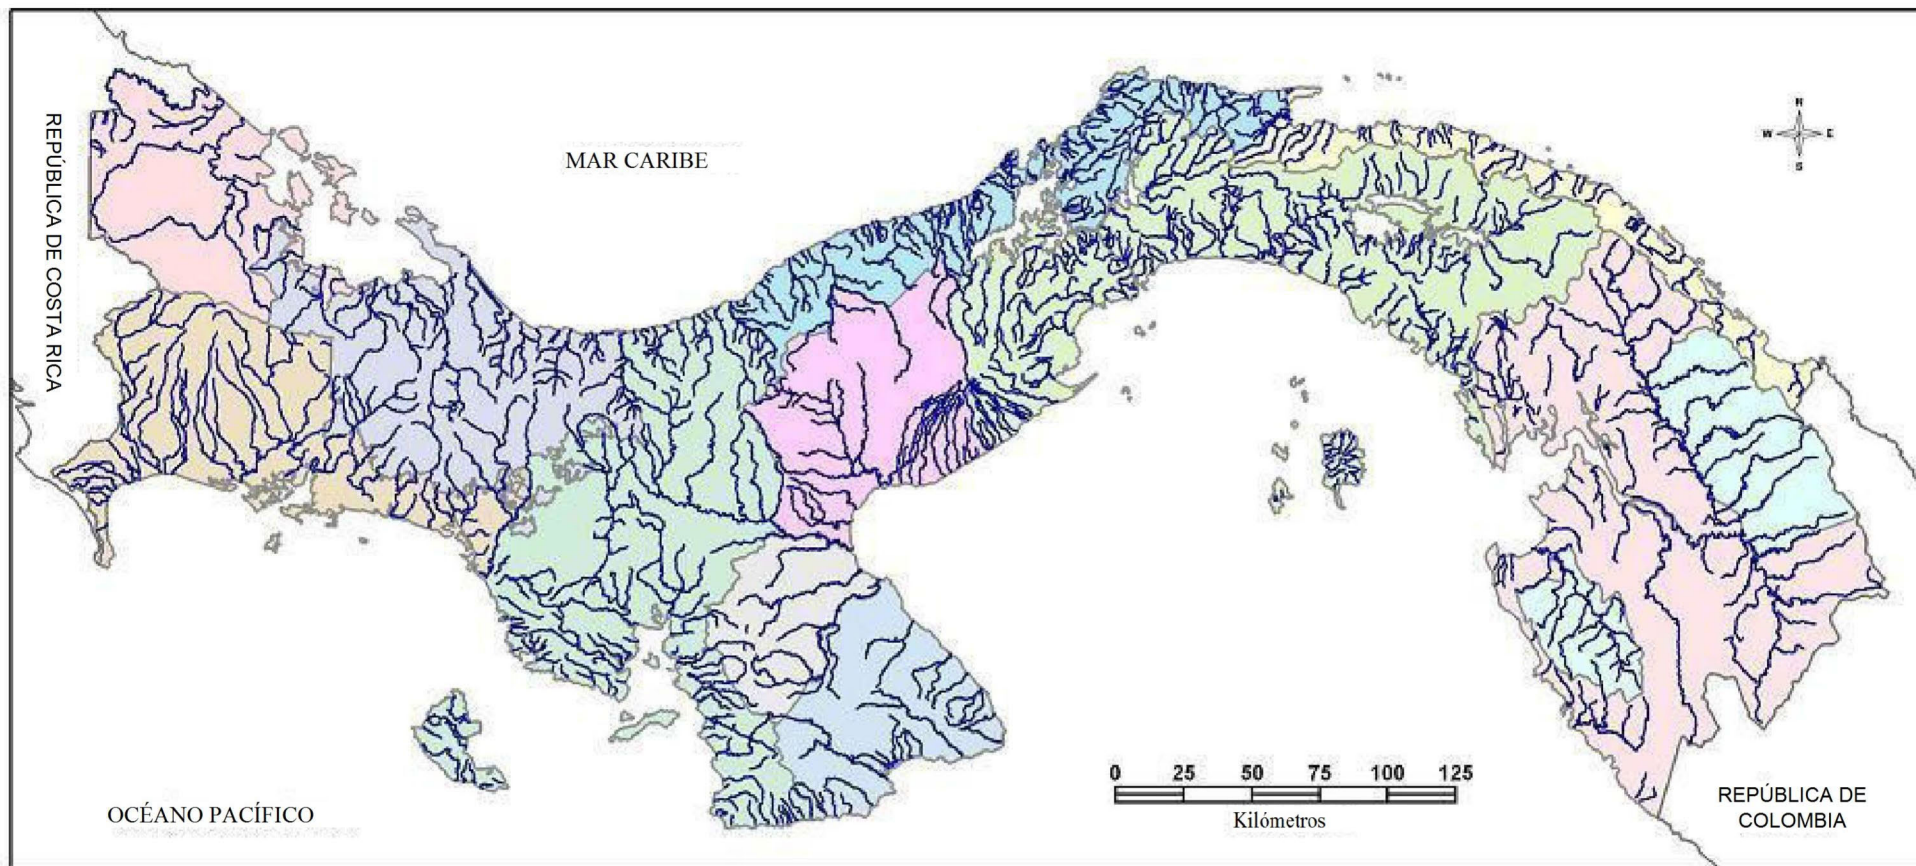 MAR CARIBE
REPÚBLICA DE COSTA RICA
N
W E
S
0 25 50 75 100 125
Kilómetros
OCÉANO PACÍFICO
REPÚBLICA DE
COLOMBIA